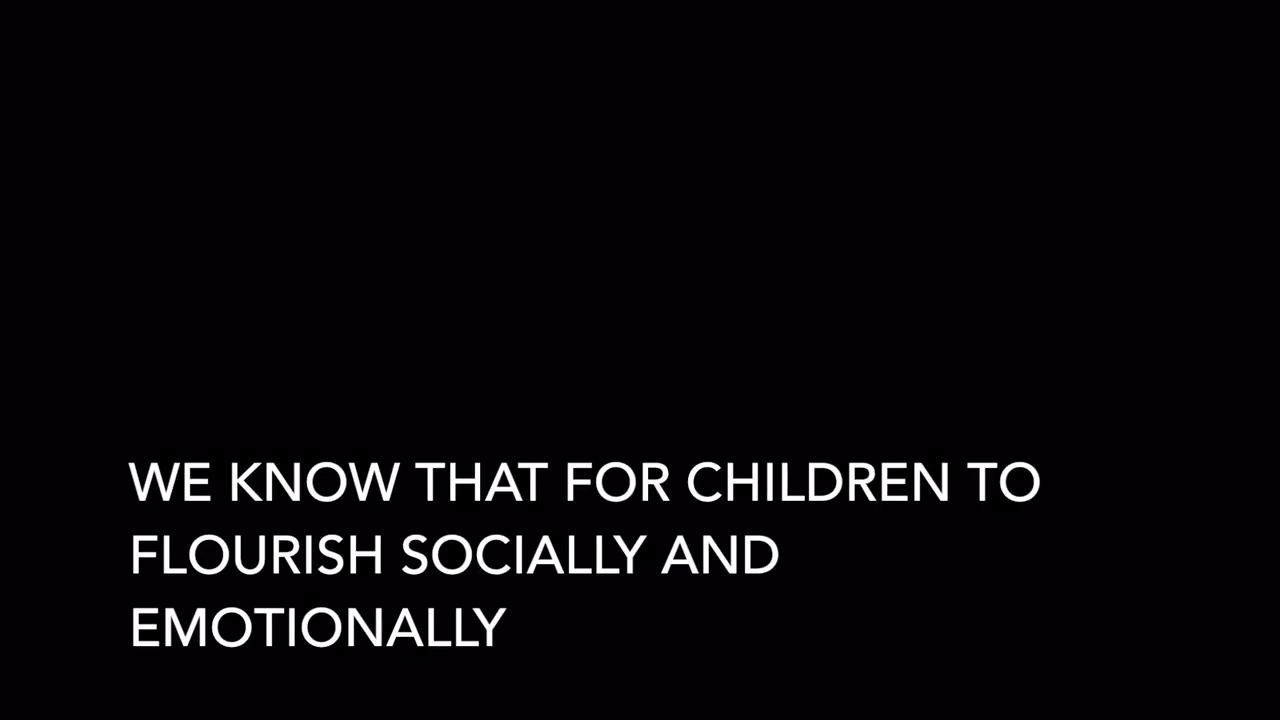 WE KNOW THAT FOR CHILDREN TO
FLOURISH SOCIALLY AND
EMOTIONALLY